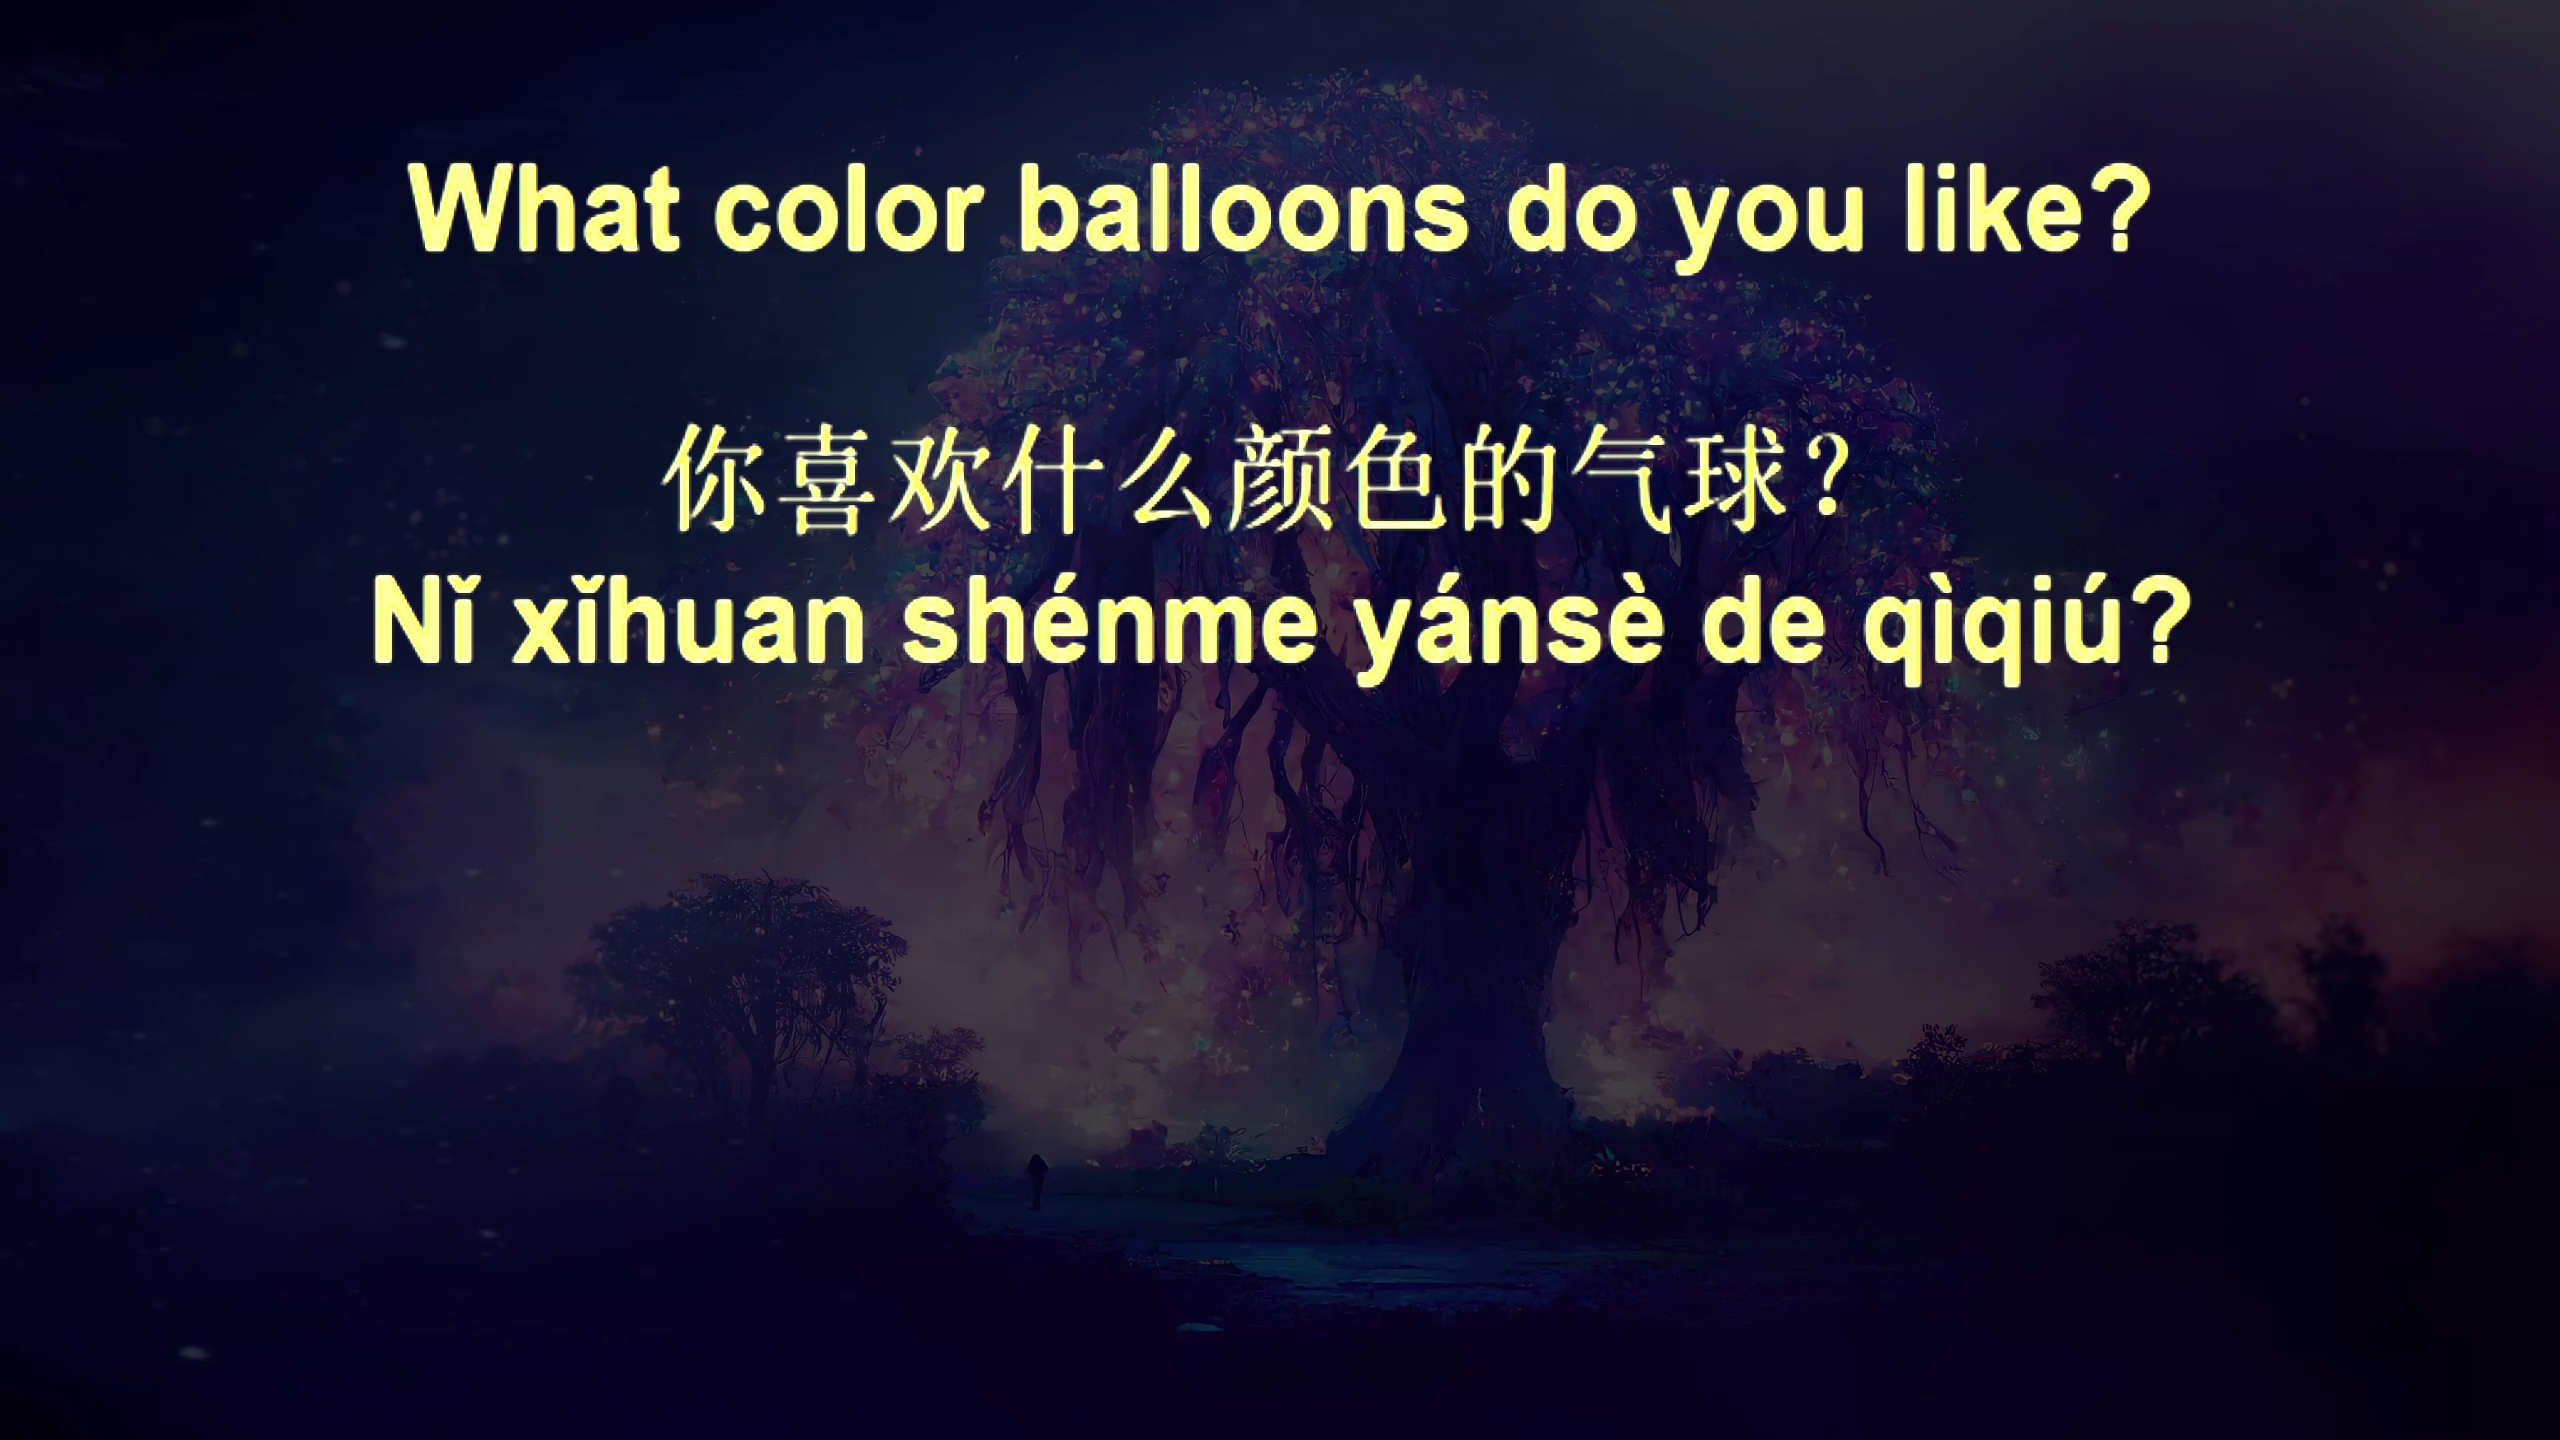 What color balloons do you like?
你喜欢什么颜色的气球？
Nǐ xǐhuan shénme yánsè de qìqiú?